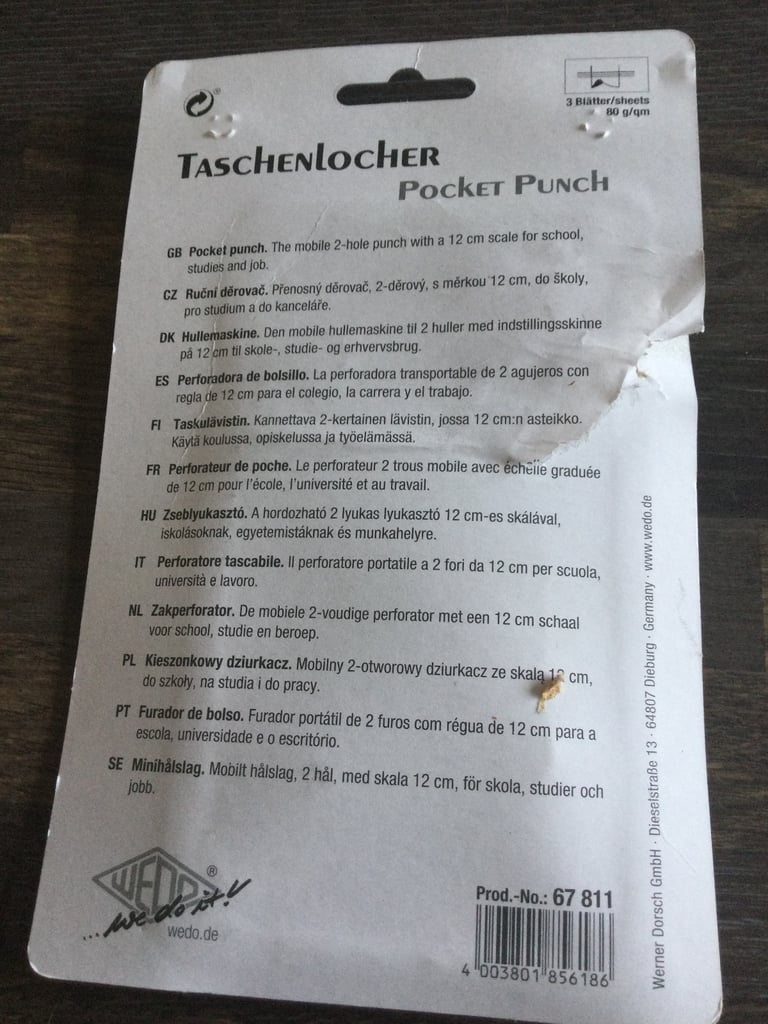 3 Blätter/sheets
80 g/qm
Taschenlocher
Pocket Punch
GB Pocket punch. The mobile 2-hole punch with a 12 cm scale for school,
studies and job.
CZ Ruční děrovač. Přenosný děrovač, 2-děrový, s měrkou 12 cm, do školy,
pro studium a do kanceláře.
DK Hullemaskine. Den mobile hullemaskine til 2 huller med indstillingsskinne
på 12 cm til skole-, studie- og erhvervsbrug.
ES Perforadora de bolsillo. La perforadora transportable de 2 agujeros con
regla de 12 cm para el colegio, la carrera y el trabajo.
FI Taskulävistin. Kannettava 2-kertainen lävistin, jossa 12 cm:n asteikko.
Käytä koulussa, opiskelussa ja työelämässä.
FR Perforateur de poche. Le perforateur 2 trous mobile avec échelle graduée
de 12 cm pour l'école, l'université et au travail.
HU Zseblyukasztó. A hordozható 2 lyukas lyukasztó 12 cm-es skálával,
iskolásoknak, egyetemistáknak és munkahelyre.
IT Perforatore tascabile. Il perforatore portatile a 2 fori da 12 cm per scuola,
università e lavoro.
NL Zakperforator. De mobiele 2-voudige perforator met een 12 cm schaal
voor school, studie en beroep.
PL Kieszonkowy dziurkacz. Mobilny 2-otworowy dziurkacz ze skalą 12 cm,
do szkoły, na studia i do pracy.
PT Furador de bolso. Furador portátil de 2 furos com régua de 12 cm para a
escola, universidade e o escritório.
SE Minihålslag. Mobilt hålslag, 2 hål, med skala 12 cm, för skola, studier och
jobb.
WEDO®
...we do it!
wedo.de
Prod.-No.: 67 811
4 003801 856186
Werner Dorsch GmbH · Dieselstraße 13 · 64807 Dieburg · Germany · www.wedo.de